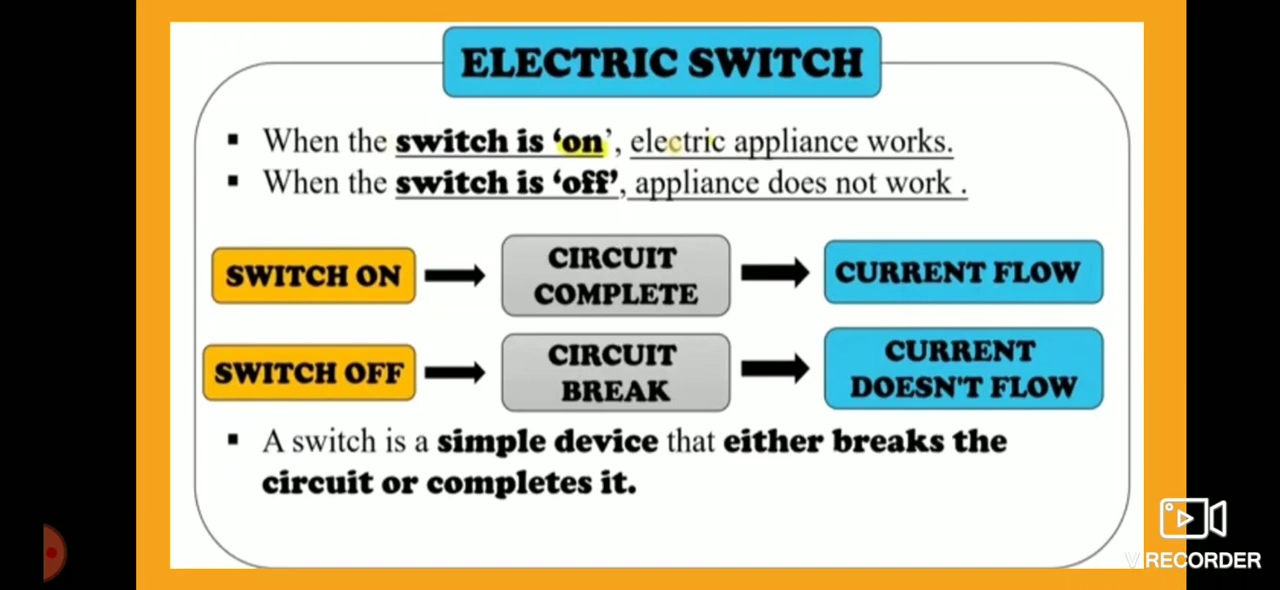 ELECTRIC SWITCH
▪ When the switch is ‘on’, electric appliance works.
▪ When the switch is ‘off’, appliance does not work .
SWITCH ON
CIRCUIT
COMPLETE
CURRENT FLOW
SWITCH OFF
CIRCUIT
BREAK
CURRENT
DOESN'T FLOW
▪ A switch is a simple device that either breaks the
circuit or completes it.
V RECORDER